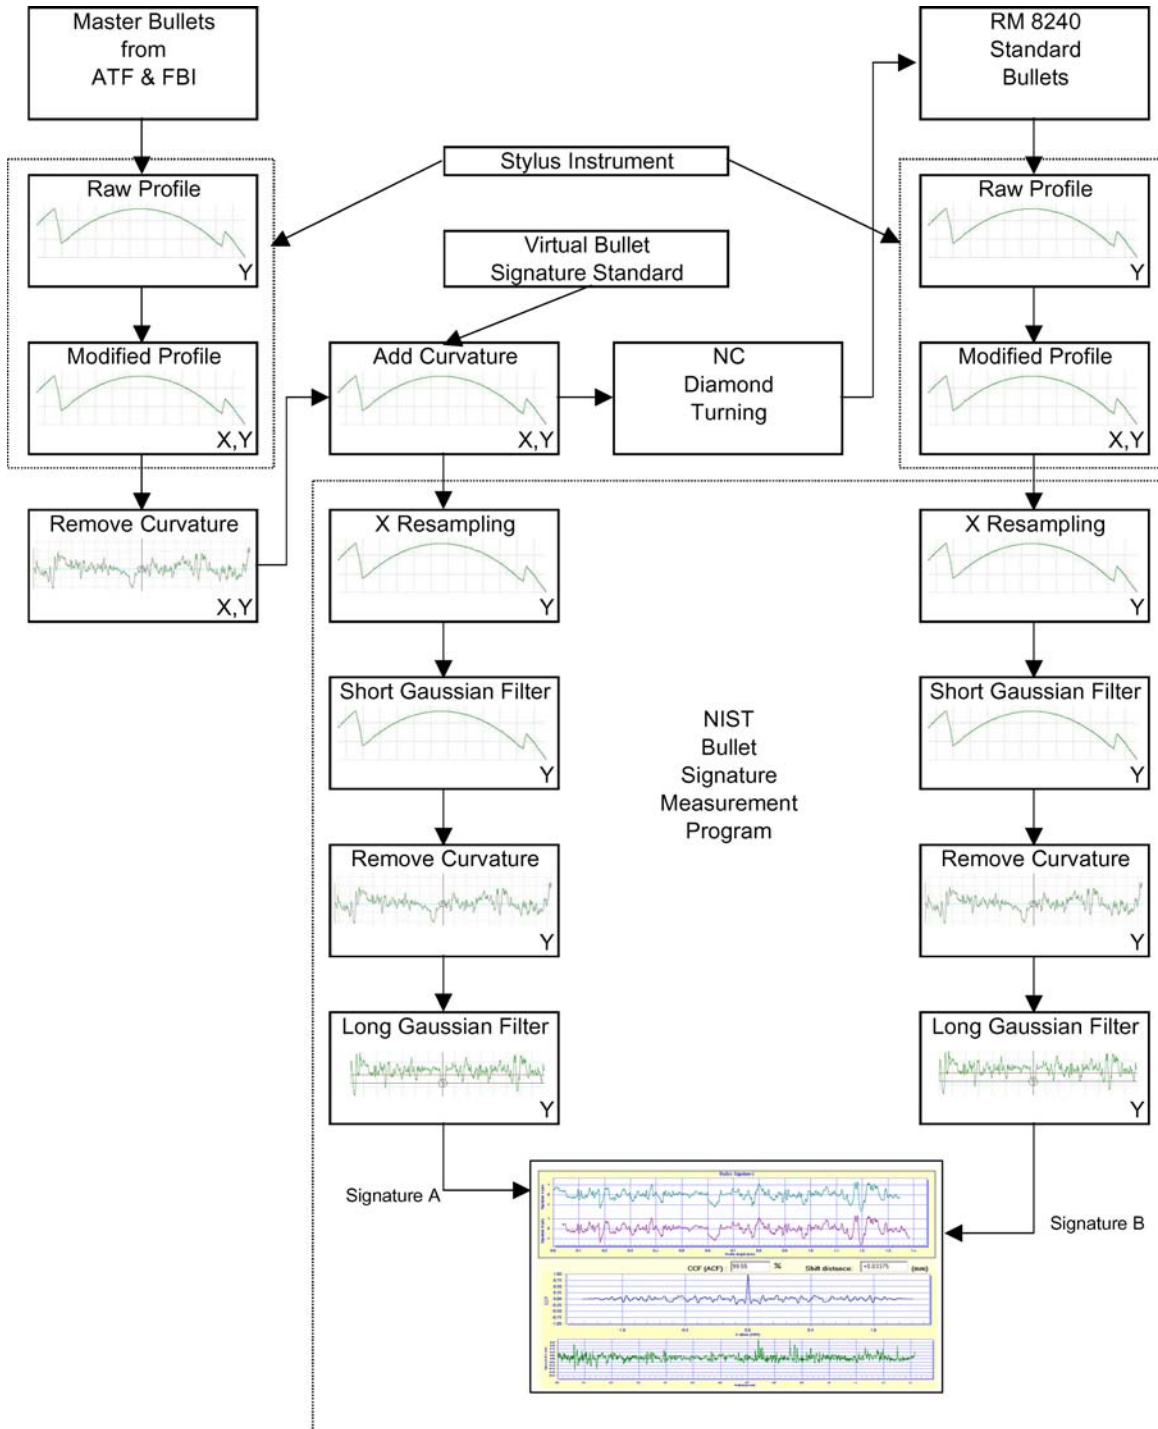 Master Bullets
from
ATF & FBI
RM 8240
Standard
Bullets
Stylus Instrument
Raw Profile
Y
Raw Profile
Y
Virtual Bullet
Signature Standard
Modified Profile
X,Y
Add Curvature
NC
Diamond
Turning
Modified Profile
X,Y
Remove Curvature
X,Y
X Resampling
Y
X Resampling
Y
Short Gaussian Filter
Y
NIST
Bullet
Signature
Measurement
Program
Short Gaussian Filter
Y
Remove Curvature
Y
Remove Curvature
Y
Long Gaussian Filter
Y
Long Gaussian Filter
Y
Signature A
Signature B
CCF (ACF) : 99.55 % Shift distance: (mm)